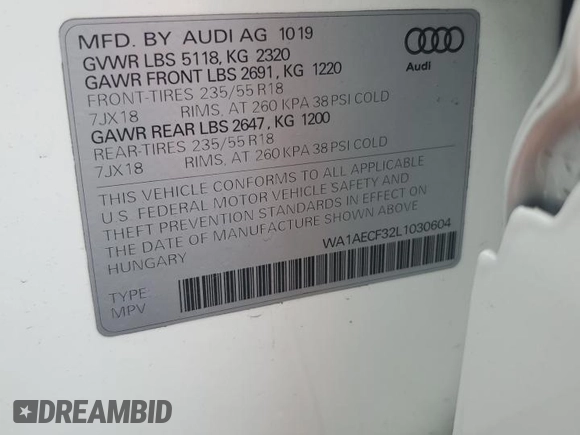 MFD. BY AUDI AG 1019
GVWR LBS 5118, KG 2320
GAWR FRONT LBS 2691, KG 1220
FRONT-TIRES 235/55 R18
7JX18 RIMS, AT 260 KPA 38 PSI COLD
GAWR REAR LBS 2647, KG 1200
REAR-TIRES 235/55 R18
7JX18 RIMS, AT 260 KPA 38 PSI COLD
Audi
THIS VEHICLE CONFORMS TO ALL APPLICABLE
U.S. FEDERAL MOTOR VEHICLE SAFETY AND
THEFT PREVENTION STANDARDS IN EFFECT ON
THE DATE OF MANUFACTURE SHOWN ABOVE
HUNGARY
WA1AECF32L1030604
TYPE
MPV
DREAMBID